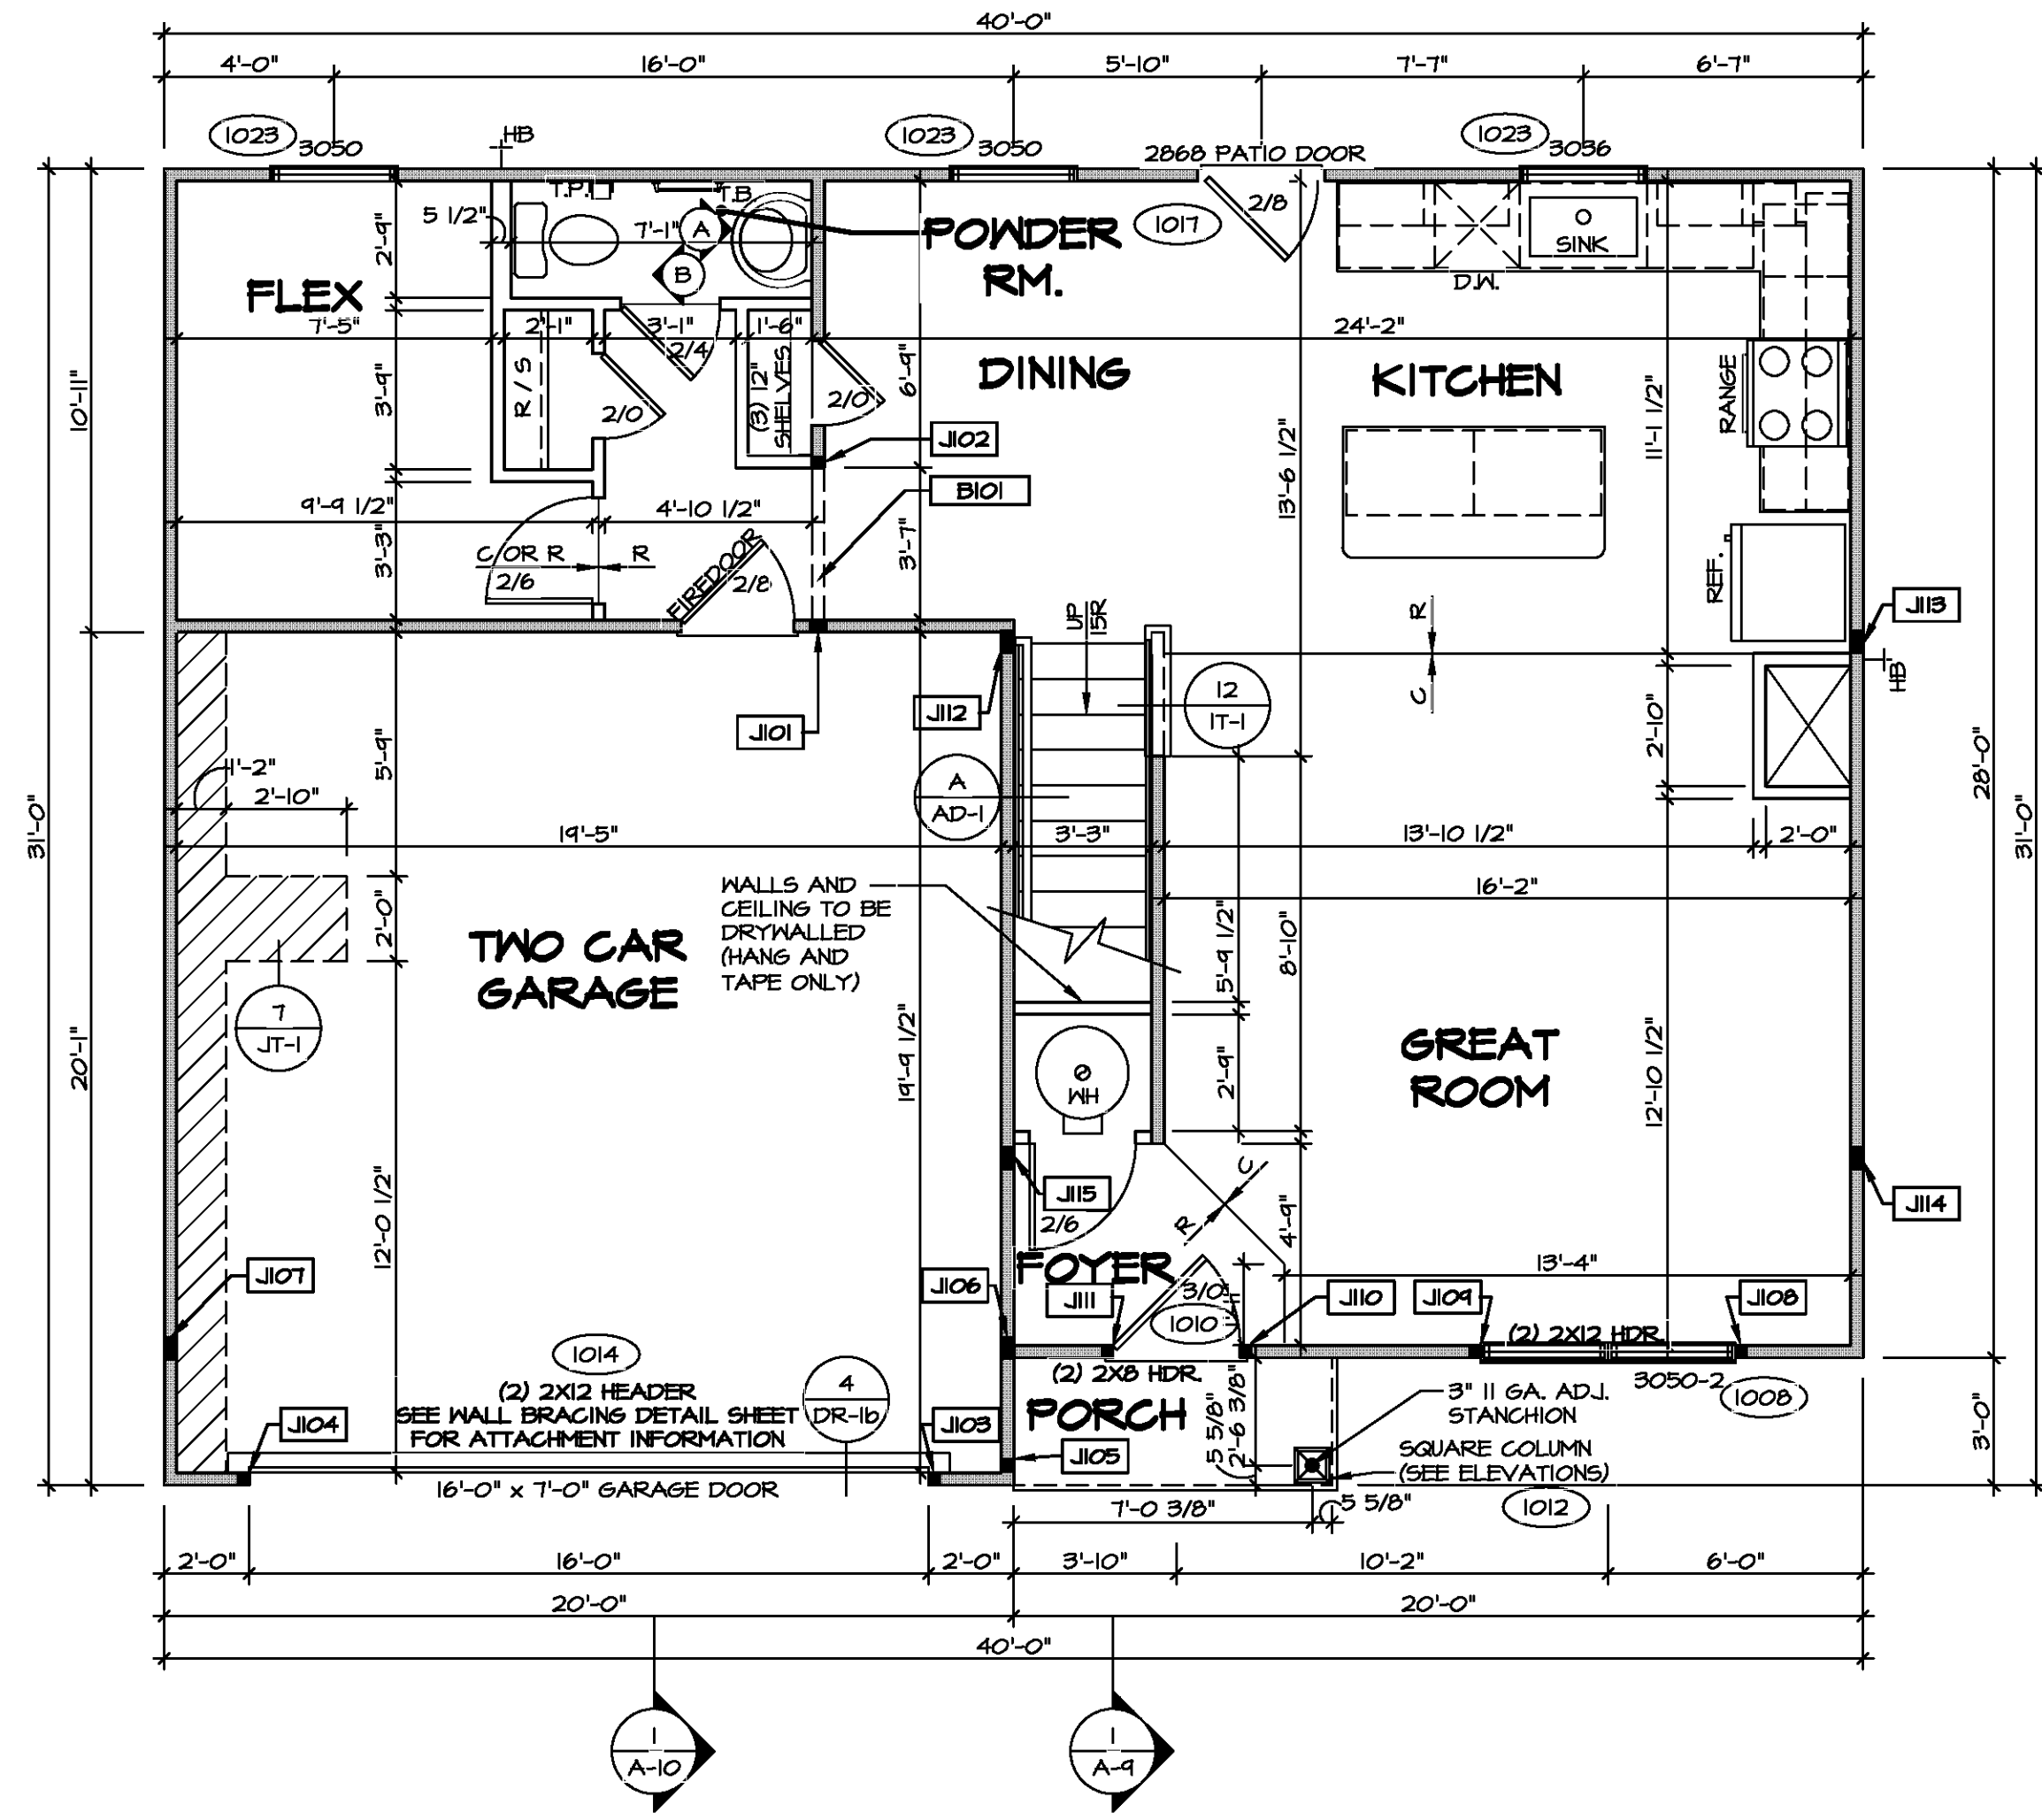 40'-0"
4'-0" 16'-0" 5'-10" 7'-7" 6'-7"
1023 HB 1023 1023
3050 3050 2868 PATIO DOOR 3036
T.P. T.B.
5 1/2" 7'-1" A POWDER 1017 2/8
2'-9" B RM. SINK
FLEX D.W.
7'-5" 2'-1" 3'-1" 1'-6" 24'-2"
2/4
10'-11" 3'-9" R / S (3) 12" SHELVES 6'-9" DINING KITCHEN 11'-1 1/2" RANGE
2/0 2/0
J102 13'-6 1/2"
B101
9'-9 1/2" 4'-10 1/2"
3'-3" C OR R R FIREDOOR 3'-7"
2/6 2/8 REF.
UP 15R R J113
C HB
12
J112 1T-1
J101 2'-10"
5'-9" 28'-0"
1'-2" A
2'-10" AD-1
31'-0" 19'-5" 3'-3" 13'-10 1/2" 2'-0" 31'-0"
WALLS AND 16'-2"
CEILING TO BE
2'-0" DRYWALLED 5'-9 1/2" 8'-10"
TWO CAR (HANG AND
GARAGE TAPE ONLY)
7
JT-1
20'-1" 19'-9 1/2" WH 2'-9" GREAT 12'-10 1/2"
ROOM
C
12'-0 1/2" J115 J114
2/6 R 4'-9"
FOYER 13'-4"
J107 J106 3/0
J111 J110 J109 J108
1010 (2) 2X12 HDR.
1014
(2) 2X12 HEADER 4 (2) 2X8 HDR. 3050-2 1008
SEE WALL BRACING DETAIL SHEET DR-1b PORCH 3" 11 GA. ADJ.
J104 FOR ATTACHMENT INFORMATION J103 STANCHION 3'-0"
J105 5 5/8" 2'-6 3/8" SQUARE COLUMN
(SEE ELEVATIONS)
16'-0" x 7'-0" GARAGE DOOR
7'-0 3/8" 5 5/8" 1012
2'-0" 16'-0" 2'-0" 3'-10" 10'-2" 6'-0"
20'-0" 20'-0"
40'-0"
1 1
A-10 A-9